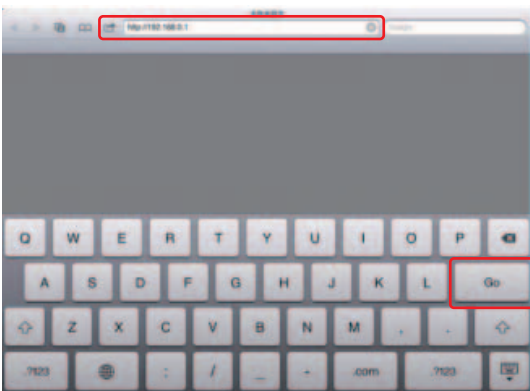 http://192.168.0.1
Q W E R T Y U I O P
A S D F G H J K L Go
Z X C V B N M , .
.?123 : / _ - .com .?123